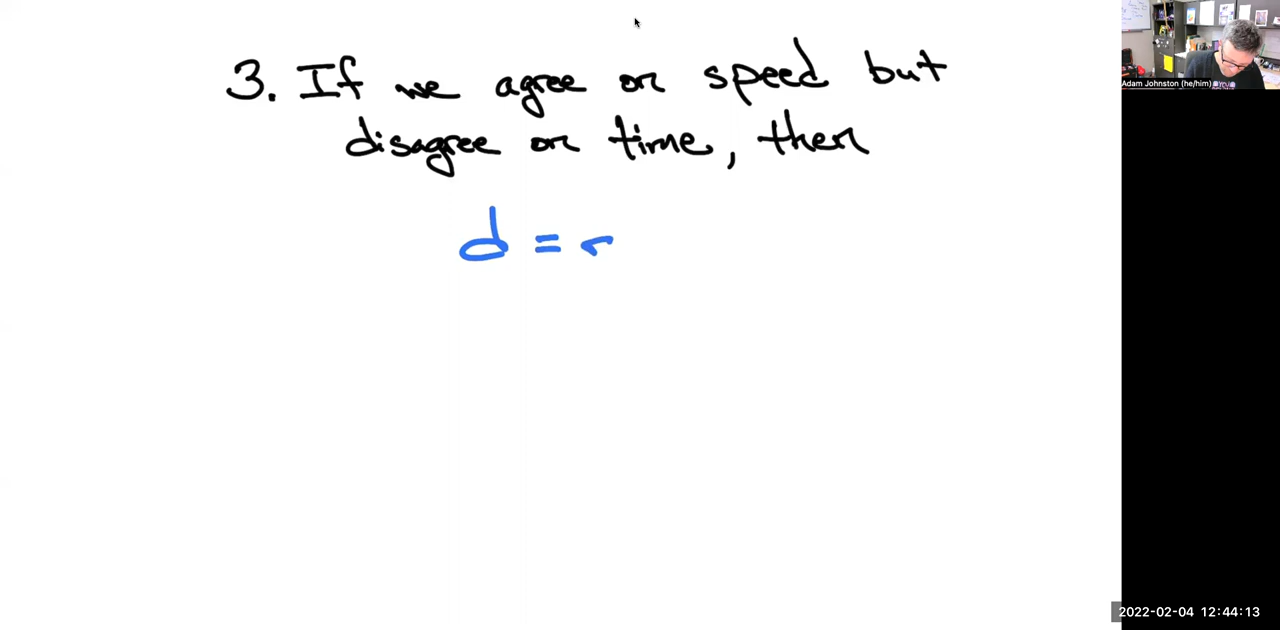 3. If we agree on speed but
disagree on time, then
d =
Adam Johnston (he/him)
2022-02-04 12:44:13